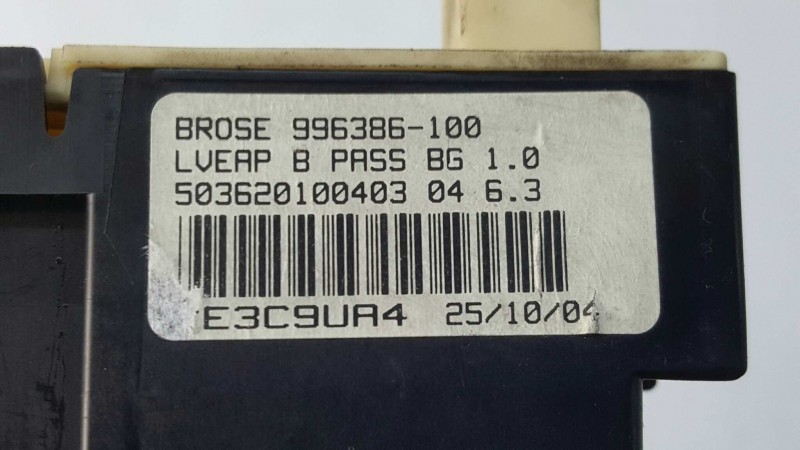 BROSE 996386-100
LVEAP B PASS BG 1.0
503620100403 04 6.3
E3C9UA4 25/10/04